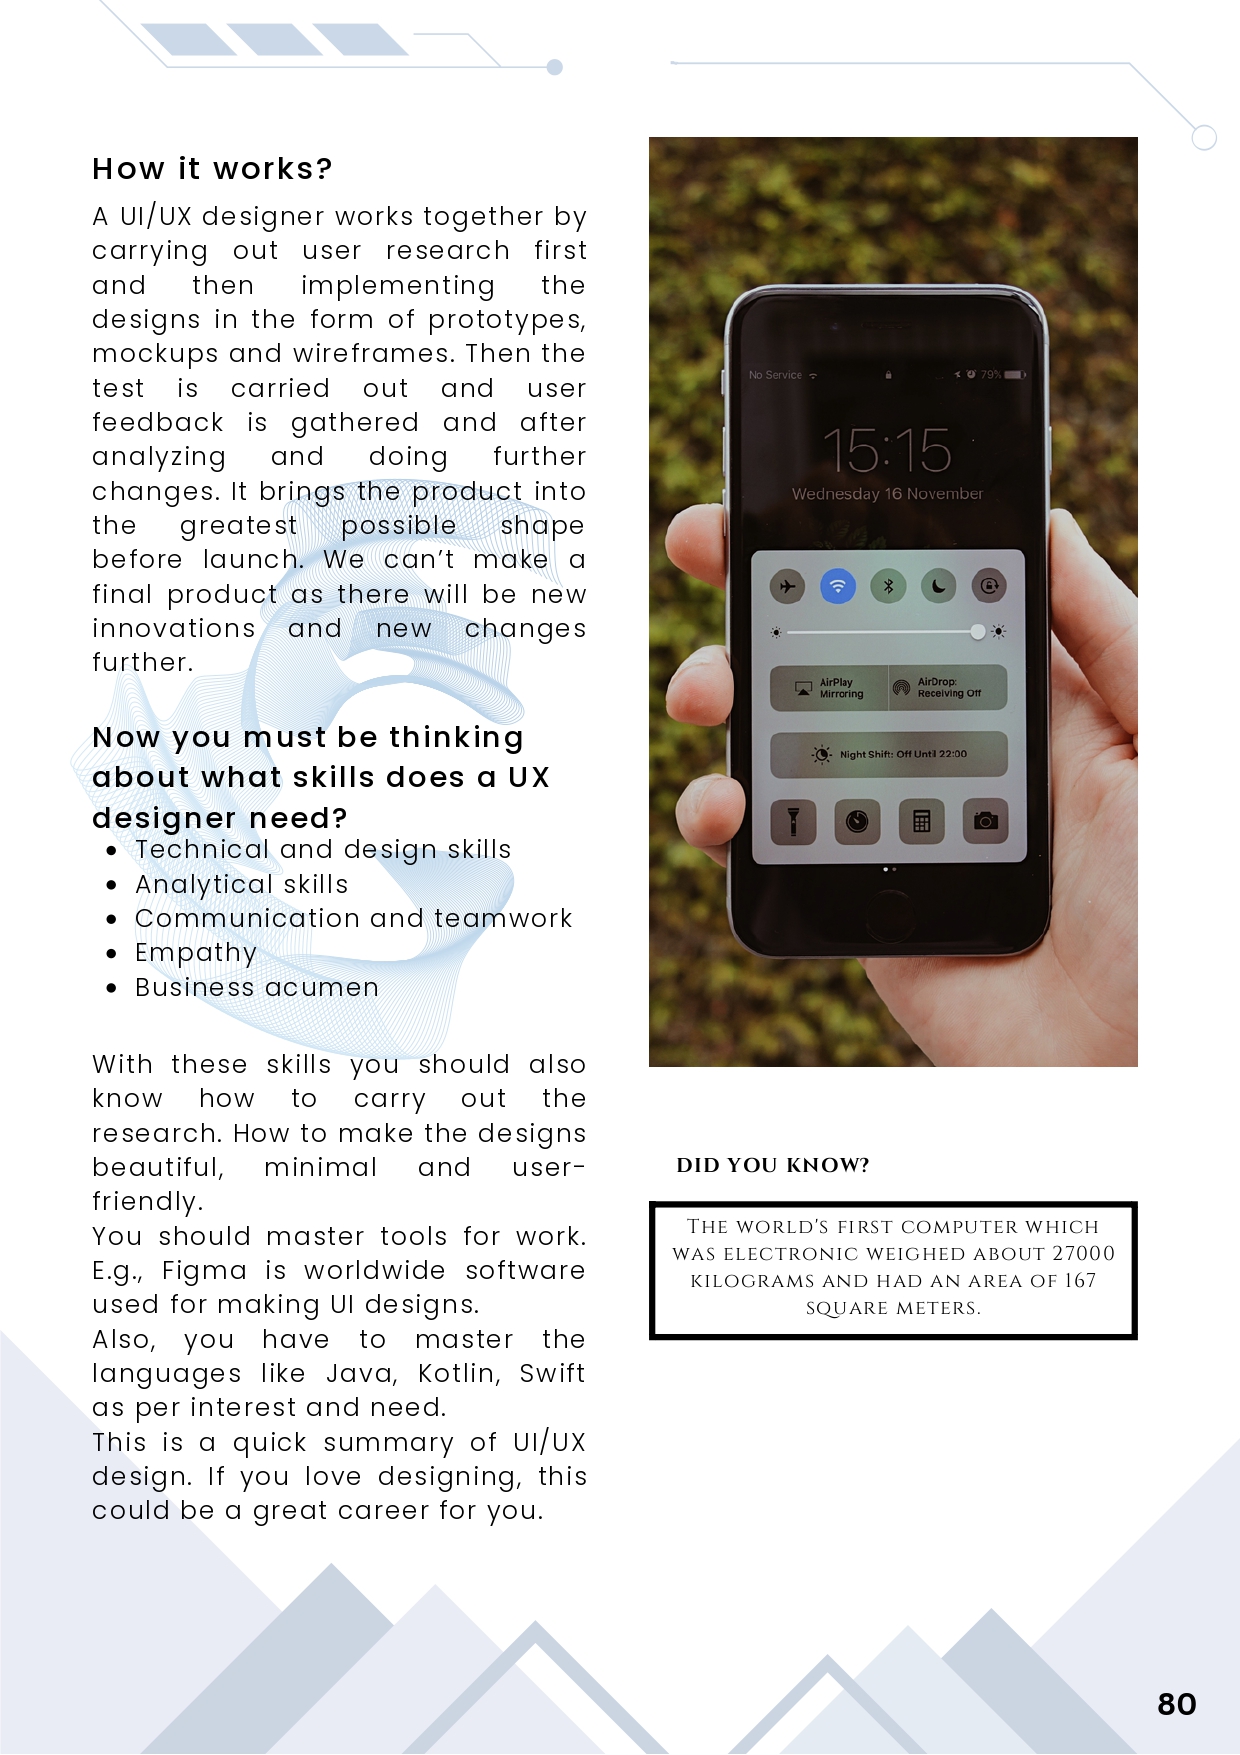 How it works?
A UI/UX designer works together by
carrying out user research first
and then implementing the
designs in the form of prototypes,
mockups and wireframes. Then the
test is carried out and user
feedback is gathered and after
analyzing and doing further
changes. It brings the product into
the greatest possible shape
before launch. We can't make a
final product as there will be new
innovations and new changes
further.
Now you must be thinking
about what skills does a UX
designer need?
• Technical and design skills
• Analytical skills
• Communication and teamwork
• Empathy
• Business acumen
With these skills you should also
know how to carry out the
research. How to make the designs
beautiful, minimal and user-
friendly.
You should master tools for work.
E.g., Figma is worldwide software
used for making UI designs.
Also, you have to master the
languages like Java, Kotlin, Swift
as per interest and need.
This is a quick summary of UI/UX
design. If you love designing, this
could be a great career for you.
No Service 79%
15:15
Wednesday 16 November
AirPlay
Mirroring
AirDrop:
Receiving Off
Night Shift: Off Until 22:00
DID YOU KNOW?
THE WORLD'S FIRST COMPUTER WHICH
WAS ELECTRONIC WEIGHED ABOUT 27000
KILOGRAMS AND HAD AN AREA OF 167
SQUARE METERS.
80